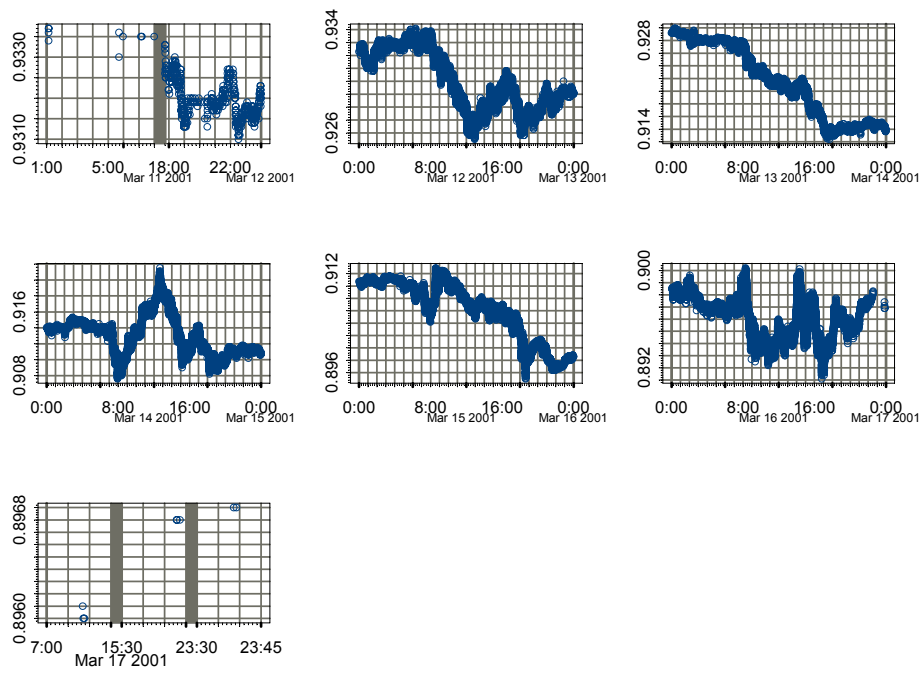 0.9330
0.9310
1:00 5:00 18:00 22:00
Mar 11 2001 Mar 12 2001
0.934
0.926
0:00 8:00 16:00 0:00
Mar 12 2001 Mar 13 2001
0.928
0.914
0:00 8:00 16:00 0:00
Mar 13 2001 Mar 14 2001
0.916
0.908
0:00 8:00 16:00 0:00
Mar 14 2001 Mar 15 2001
0.912
0.896
0:00 8:00 16:00 0:00
Mar 15 2001 Mar 16 2001
0.900
0.892
0:00 8:00 16:00 0:00
Mar 16 2001 Mar 17 2001
0.8968
0.8960
7:00 15:30 23:30 23:45
Mar 17 2001